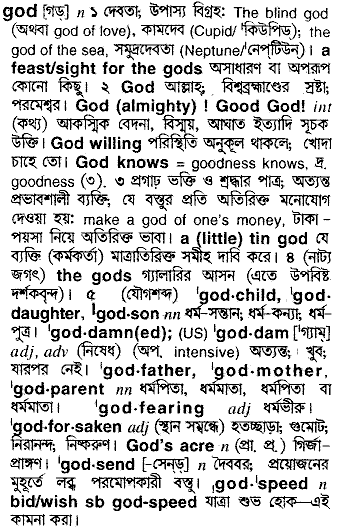 god [গড়] n ১ দেবতা; উপাস্য বিগ্রহ: The blind god
(অথবা god of love), কামদেব (Cupid/ ˈকিউপিড্); the
god of the sea, সমুদ্রদেবতা (Neptune/ˈনেপ্‌টিউন্)। a
feast/sight for the gods অসাধারণ বা অপরূপ
কোনো কিছু। ২ God আল্লাহ্, বিশ্বব্রহ্মাণ্ডের স্রষ্টা,
পরমেশ্বর। God (almighty) ! Good God! int
(কথ্য) আকস্মিক বেদনা, বিস্ময়, আঘাত ইত্যাদি সূচক
উক্তি। God willing পরিস্থিতি অনুকূল থাকলে; খোদা
চাহে তো। God knows = goodness knows, দ্র.
goodness (৩). ৩ প্রগাঢ় ভক্তি ও শ্রদ্ধার পাত্র; অত্যন্ত
প্রভাবশালী ব্যক্তি; যে বস্তুর প্রতি অতিরিক্ত মনোযোগ
দেওয়া হয়: make a god of one's money, টাকা-
পয়সা নিয়ে অতিরিক্ত ভাবা। a (little) tin god যে
ব্যক্তি (কর্মকর্তা) মাত্রাতিরিক্ত সমীহ দাবি করে। ৪ (নাট্য
জগৎ) the gods গ্যালারির আসন (এতে উপবিষ্ট
দর্শকবৃন্দ)। ৫ (যৌগশব্দ) ˈgod·child, ˈgod·
daughter, ˈgod·son nn ধর্ম-সন্তান; ধর্ম-কন্যা; ধর্ম-
পুত্র। ˈgod·damn(ed); (US) ˈgod·dam [ˈগ্যাম্]
adj, adv (নিষেধ) (অপ. intensive) অত্যন্ত; খুব;
যারপর নেই। ˈgod·father, ˈgod·mother,
ˈgod·parent nn ধর্মপিতা, ধর্মমাতা, ধর্মপিতা বা
ধর্মমাতা। ˈgod·fearing adj ধর্মভীরু।
ˈgod·for·saken adj (স্থান সম্বন্ধে) হতচ্ছাড়া; গুমোট;
নিরানন্দ; নিষ্করুণ। God's acre n (প্রা. প্র.) গির্জা-
প্রাঙ্গণ। ˈgod·send [-সেন্‌ড্] n দৈববর; প্রয়োজনের
মুহূর্তে লব্ধ পরমোপকারী বস্তু। ˌgod·ˈspeed n
bid/wish sb god-speed যাত্রা শুভ হোক—এই
কামনা করা।